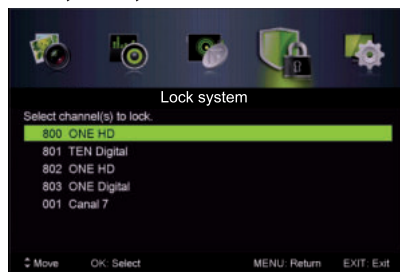 Lock system
Select channel(s) to lock.
800 ONE HD
801 TEN Digital
802 ONE HD
803 ONE Digital
001 Canal 7
Move OK: Select MENU: Return EXIT: Exit